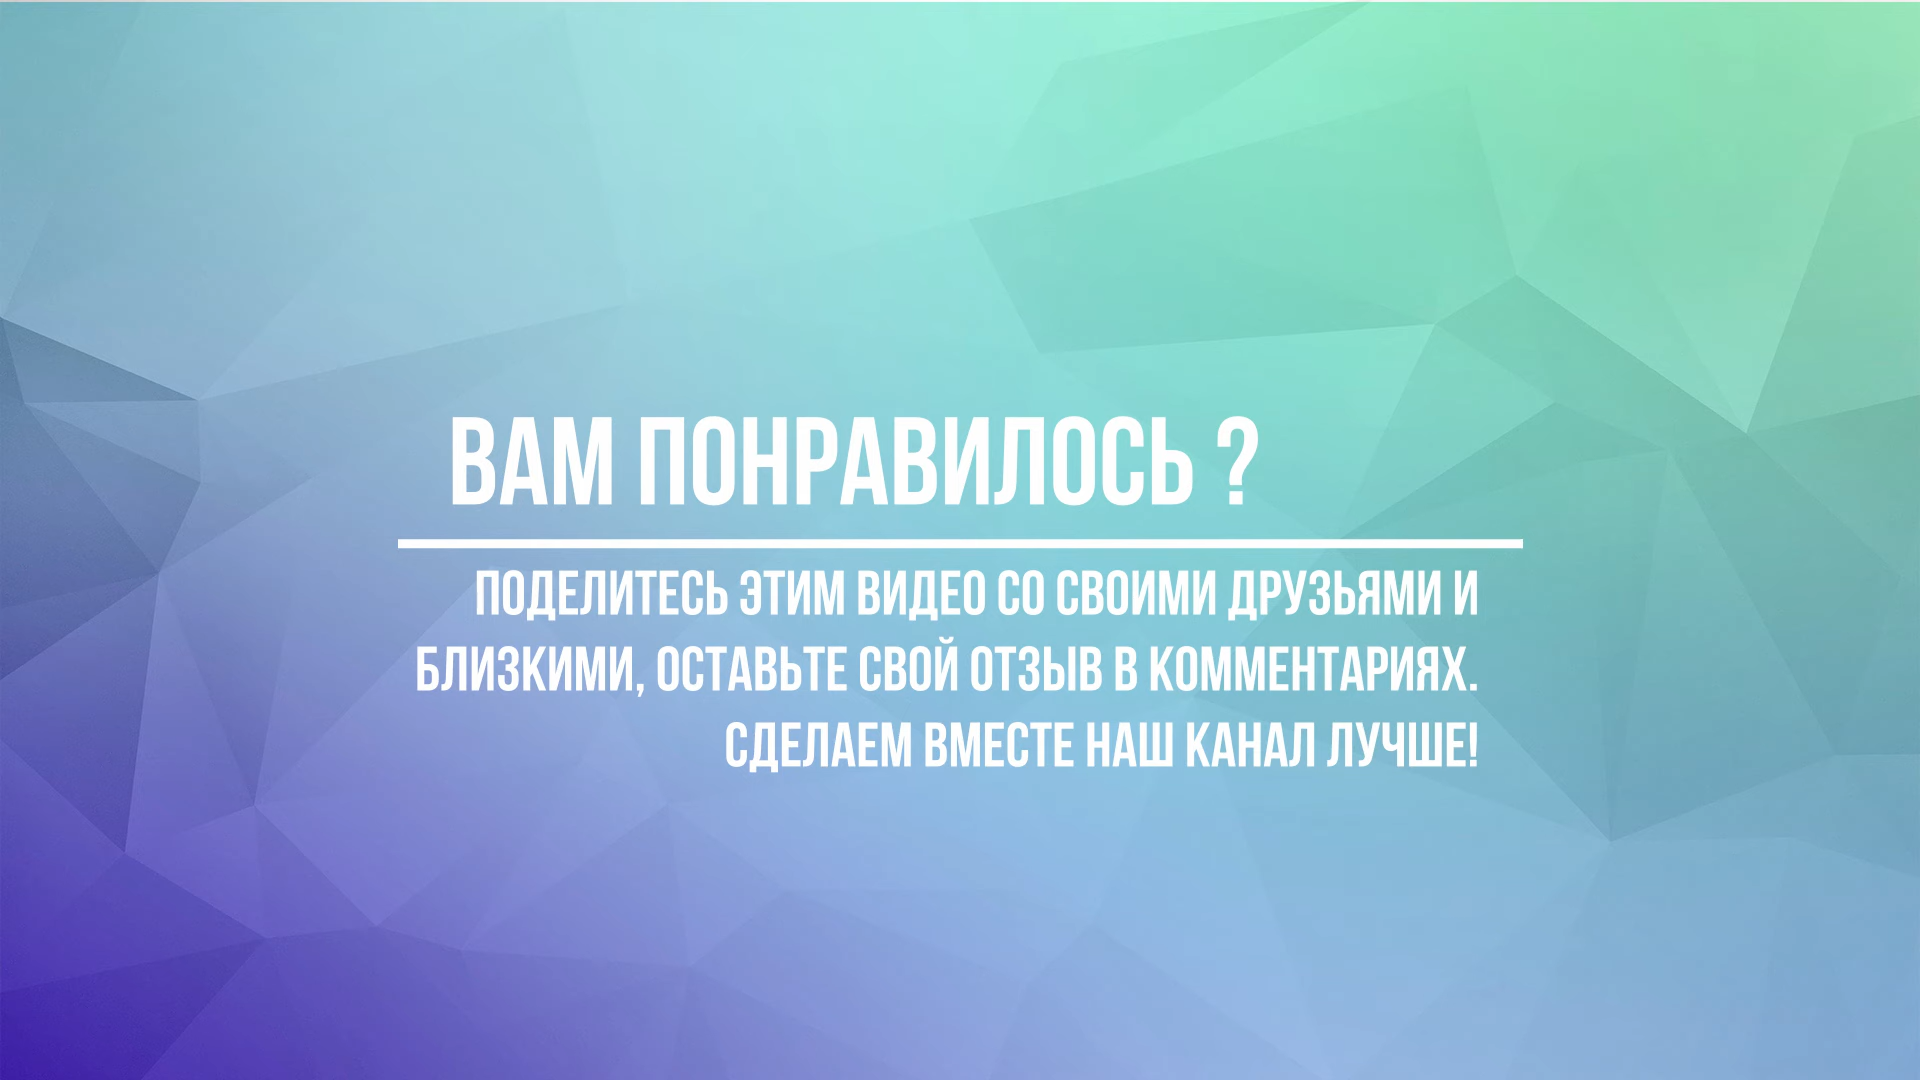 ВАМ ПОНРАВИЛОСЬ ?
ПОДЕЛИТЕСЬ ЭТИМ ВИДЕО СО СВОИМИ ДРУЗЬЯМИ И
БЛИЗКИМИ, ОСТАВЬТЕ СВОЙ ОТЗЫВ В КОММЕНТАРИЯХ.
СДЕЛАЕМ ВМЕСТЕ НАШ КАНАЛ ЛУЧШЕ!